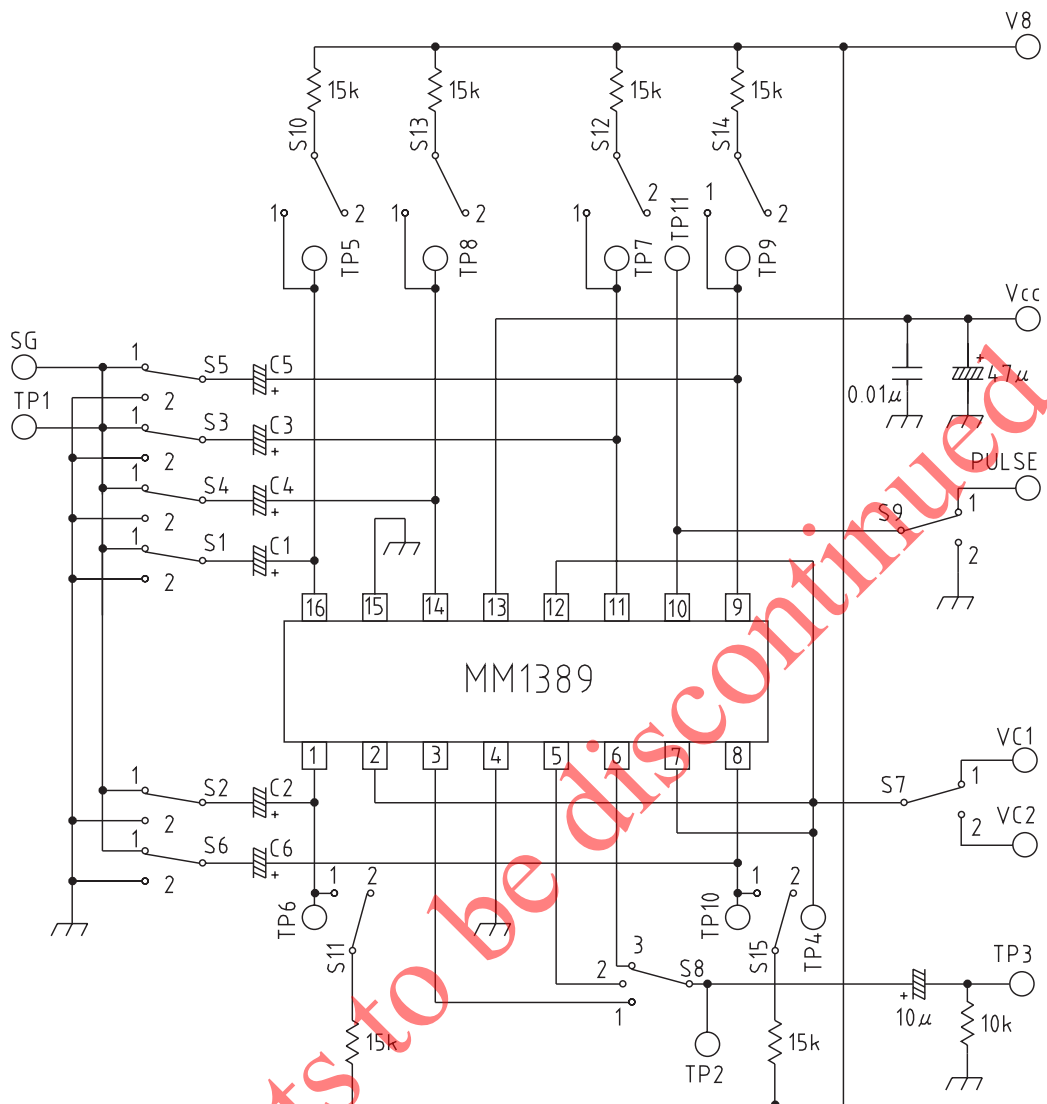 V8
15k
15k
15k
15k
S10
S13
S12
S14
1
2
1
2
1
2
1
2
TP5
TP8
TP7
TP11
TP9
Vcc
SG
TP1
1
S5
C5
+
2
1
S3
C3
+
2
1
S4
C4
+
2
1
S1
C1
+
2
0.01μ
+
47μ
PULSE
S9
1
2
16
15
14
13
12
11
10
9
MM1389
1
2
3
4
5
6
7
8
1
S2
C2
+
2
1
S6
C6
+
2
S7
1
VC1
2
VC2
TP6
1
2
S11
15k
TP10
1
2
S15
TP4
15k
3
2
1
S8
TP2
+
10μ
TP3
10k
ts to be discontinued